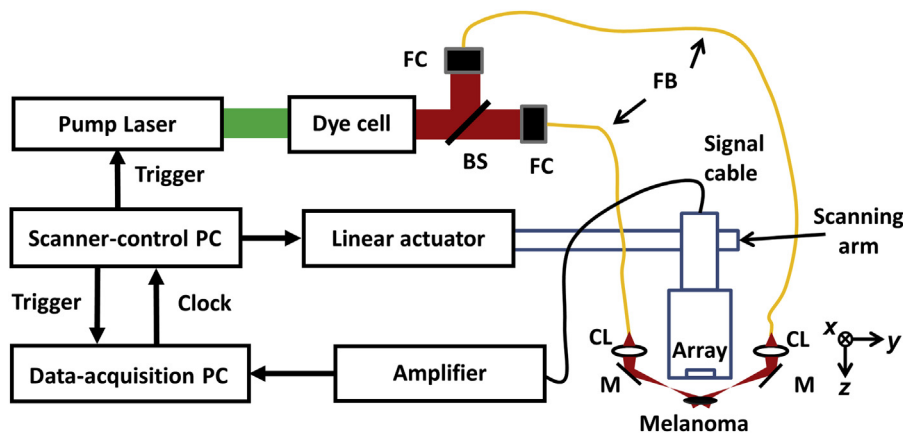 FC
FB
Pump Laser
Dye cell
BS
FC
Signal
cable
Trigger
Scanner-control PC
Linear actuator
Scanning
arm
Trigger
Clock
CL
Array
CL
x
y
z
Data-acquisition PC
Amplifier
M
M
Melanoma